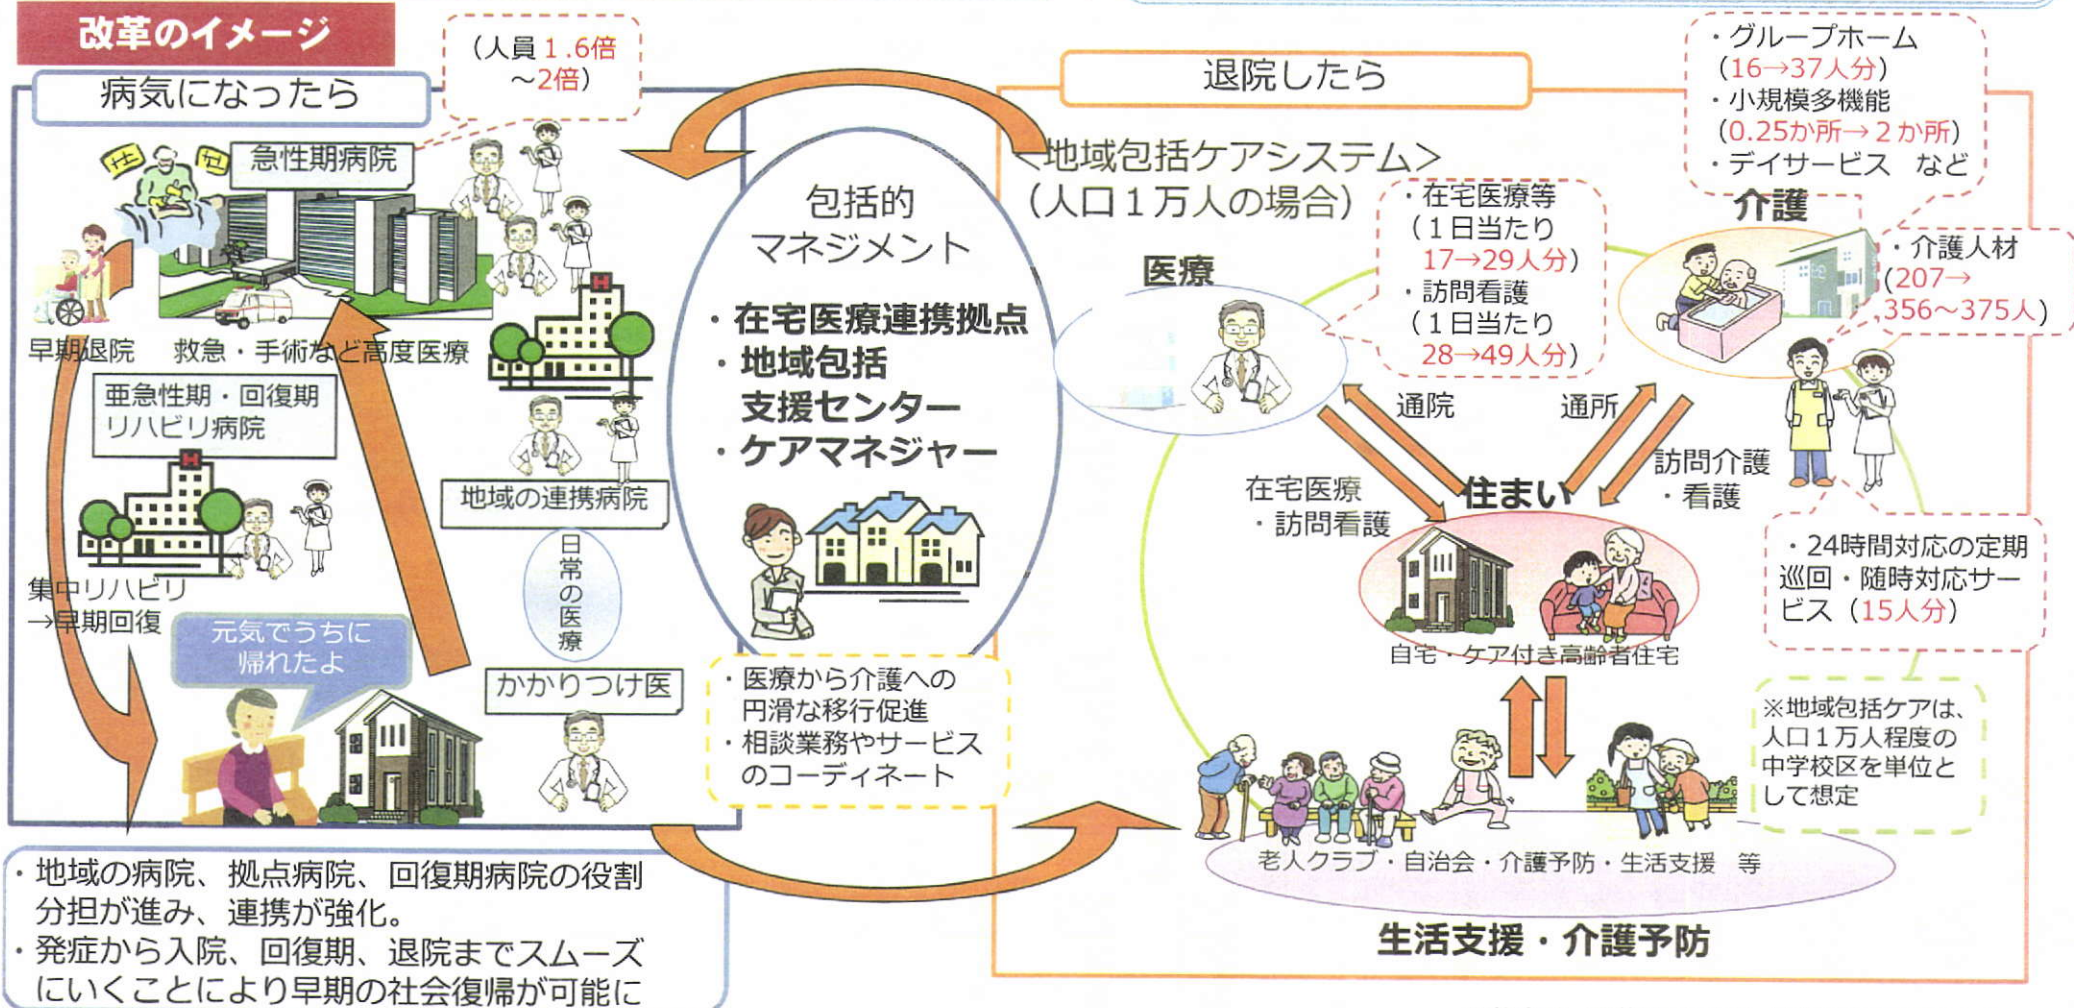 改革のイメージ
病気になったら
（人員１.6倍
～2倍）
急性期病院
早期退院
救急・手術など高度医療
亜急性期・回復期
リハビリ病院
地域の連携病院
集中リハビリ
→早期回復
元気でうちに
帰れたよ
日常の医療
かかりつけ医
・地域の病院、拠点病院、回復期病院の役割
分担が進み、連携が強化。
・発症から入院、回復期、退院までスムーズ
にいくことにより早期の社会復帰が可能に
包括的
マネジメント
・在宅医療連携拠点
・地域包括
支援センター
・ケアマネジャー
・医療から介護への
円滑な移行促進
・相談業務やサービス
のコーディネート
退院したら
＜地域包括ケアシステム＞
（人口１万人の場合）
医療
・在宅医療等
（１日当たり
17→29人分）
・訪問看護
（１日当たり
28→49人分）
・グループホーム
（16→37人分）
・小規模多機能
（0.25か所→２か所）
・デイサービス　など
介護
・介護人材
（207→
356～375人）
通院
通所
在宅医療
・訪問看護
訪問介護
・看護
住まい
自宅・ケア付き高齢者住宅
・24時間対応の定期
巡回・随時対応サー
ビス（15人分）
※地域包括ケアは、
人口１万人程度の
中学校区を単位と
して想定
老人クラブ・自治会・介護予防・生活支援　等
生活支援・介護予防
H
H